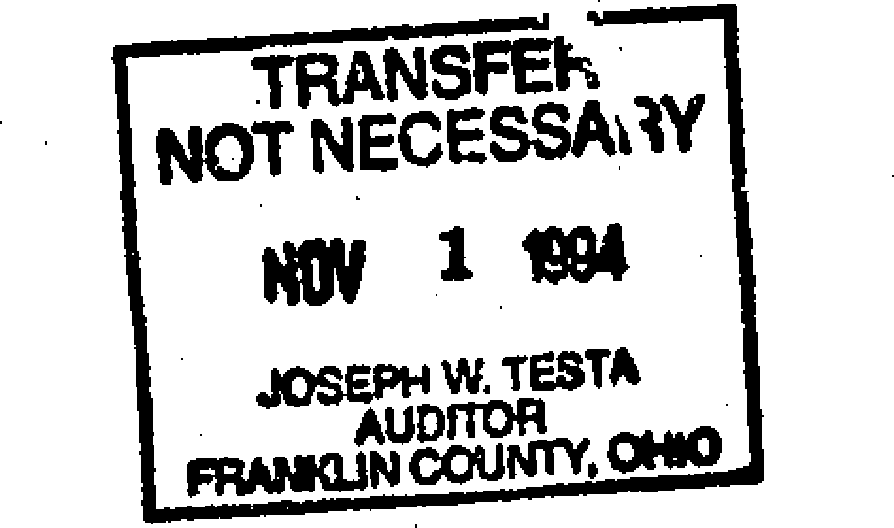 TRANSFER
NOT NECESSARY
NOV 1 1994
JOSEPH W. TESTA
AUDITOR
FRANKLIN COUNTY, OHIO